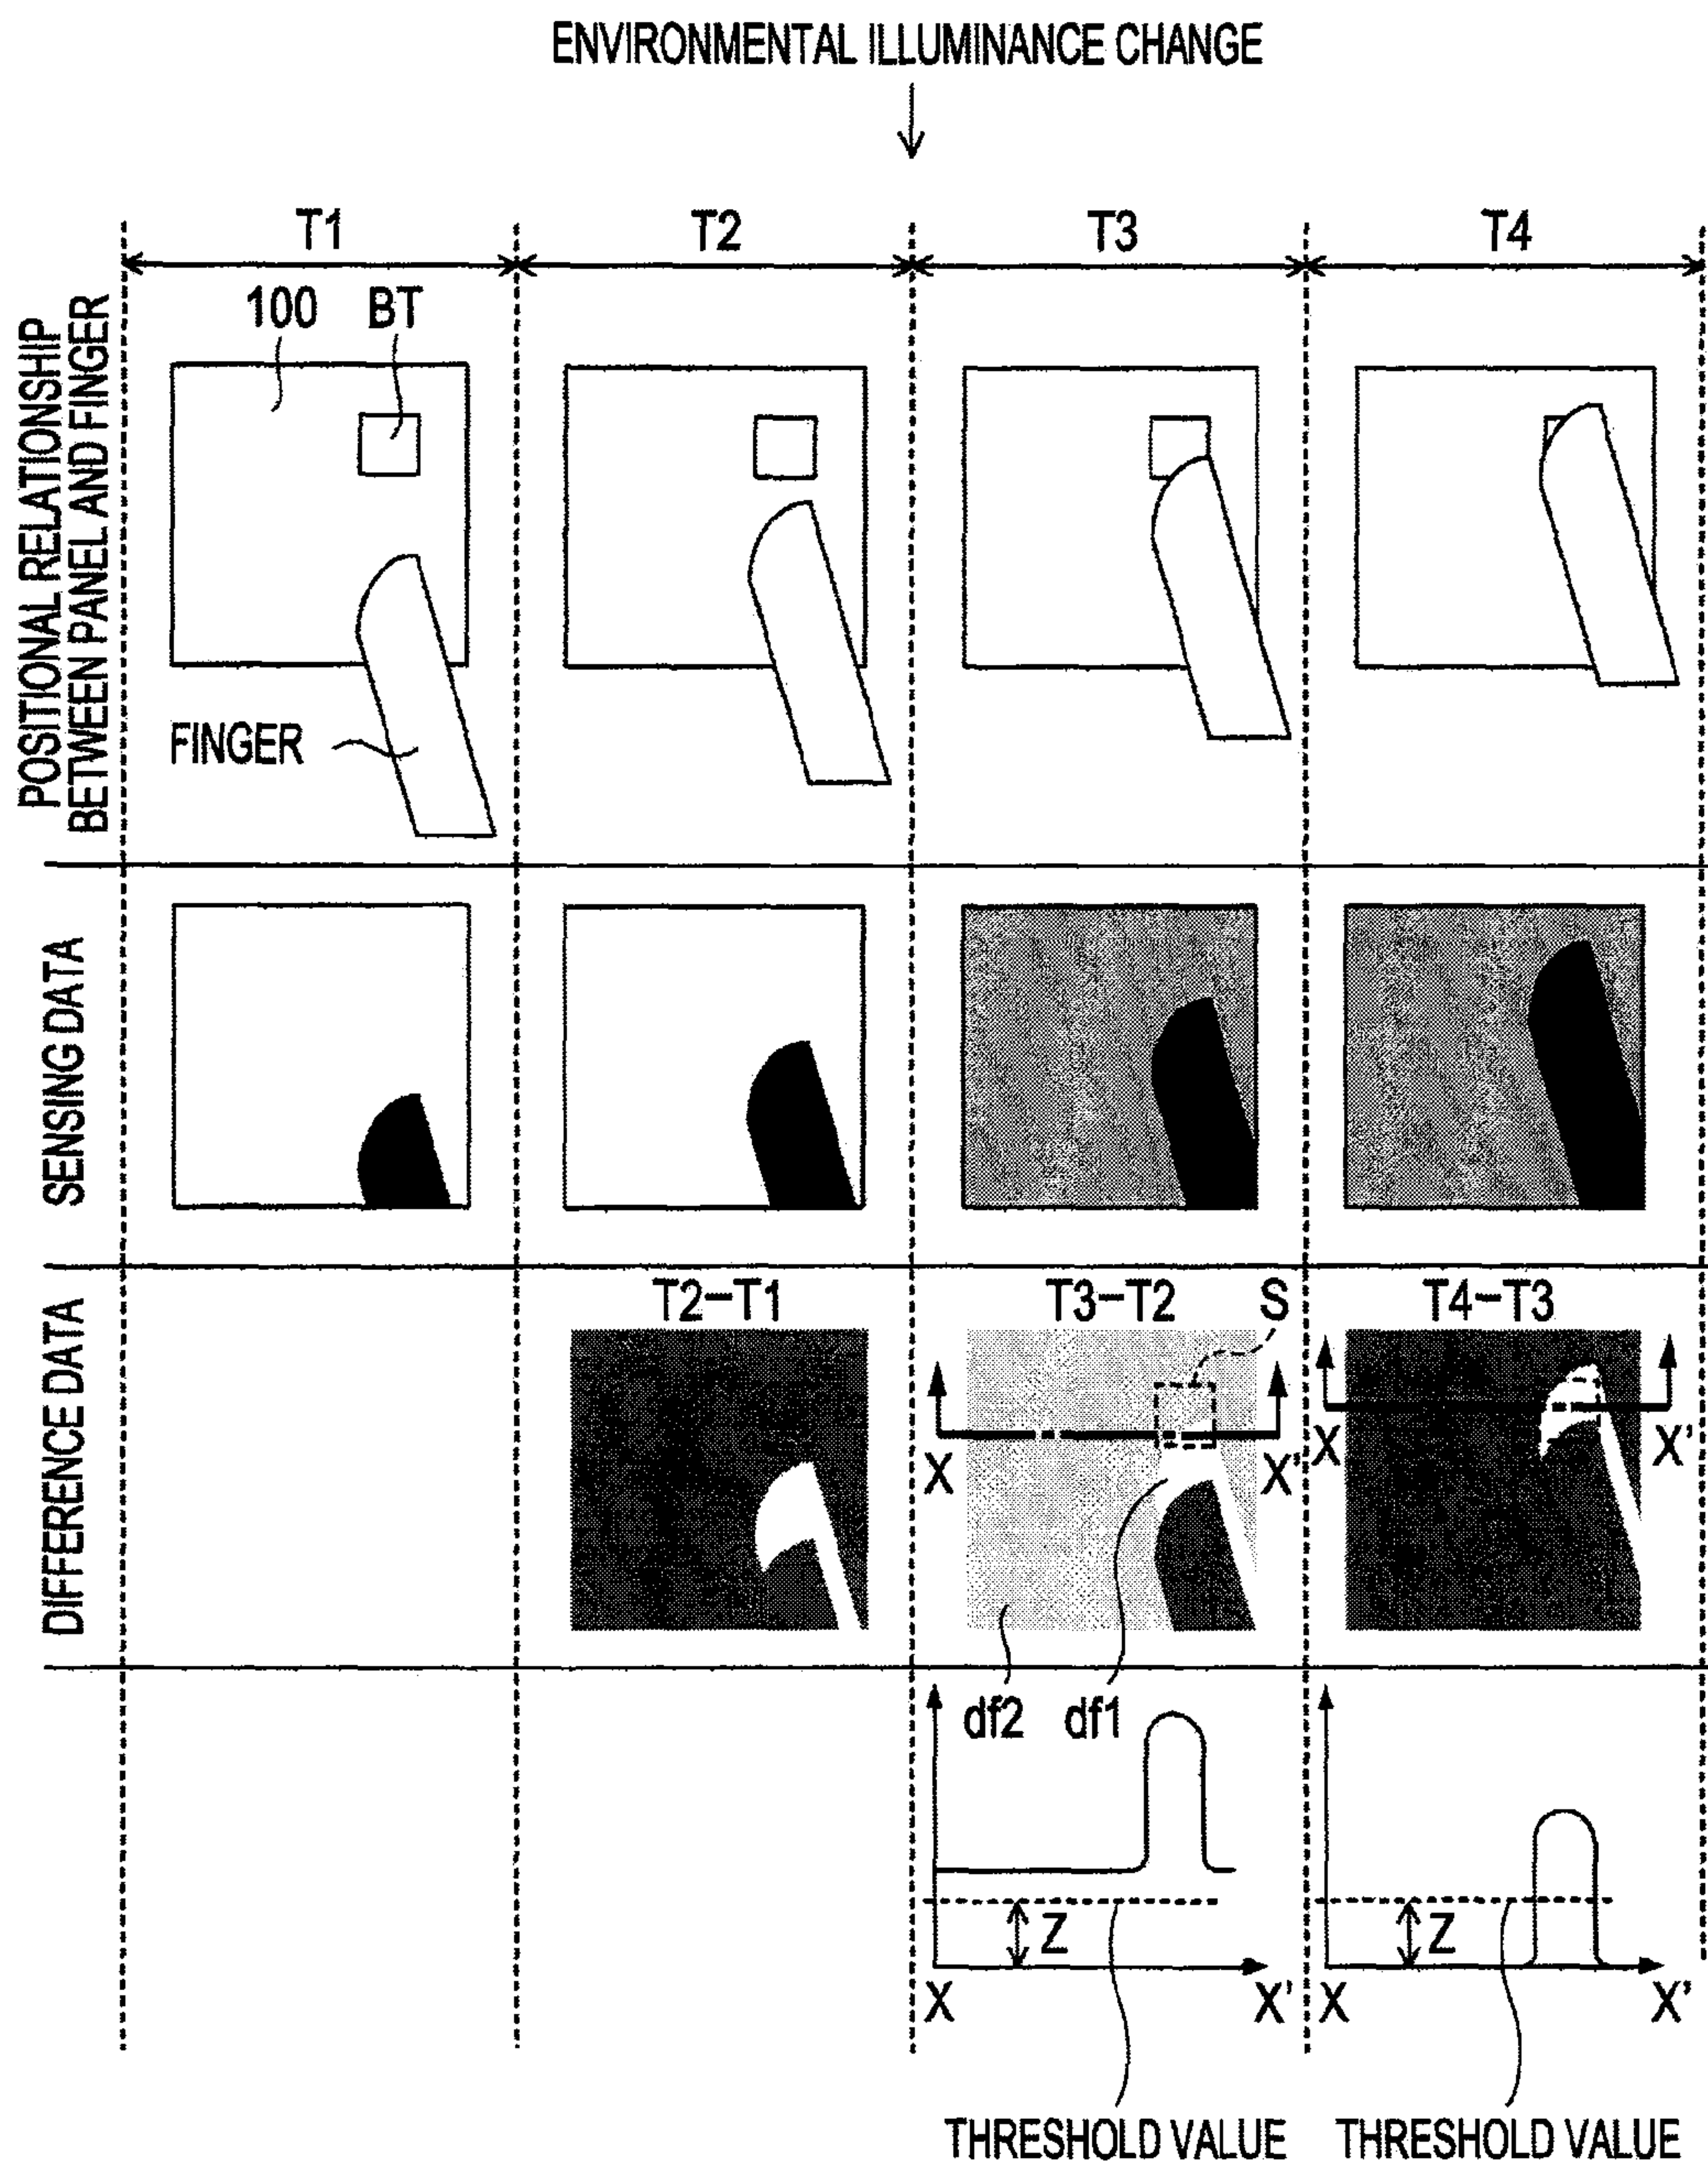 ENVIRONMENTAL ILLUMINANCE CHANGE
T1 T2 T3 T4
POSITIONAL RELATIONSHIP
BETWEEN PANEL AND FINGER
100 BT
FINGER
SENSING DATA
DIFFERENCE DATA
T2-T1 T3-T2 S T4-T3
X X' X X'
df2 df1
Z Z
X X' X X'
THRESHOLD VALUE THRESHOLD VALUE